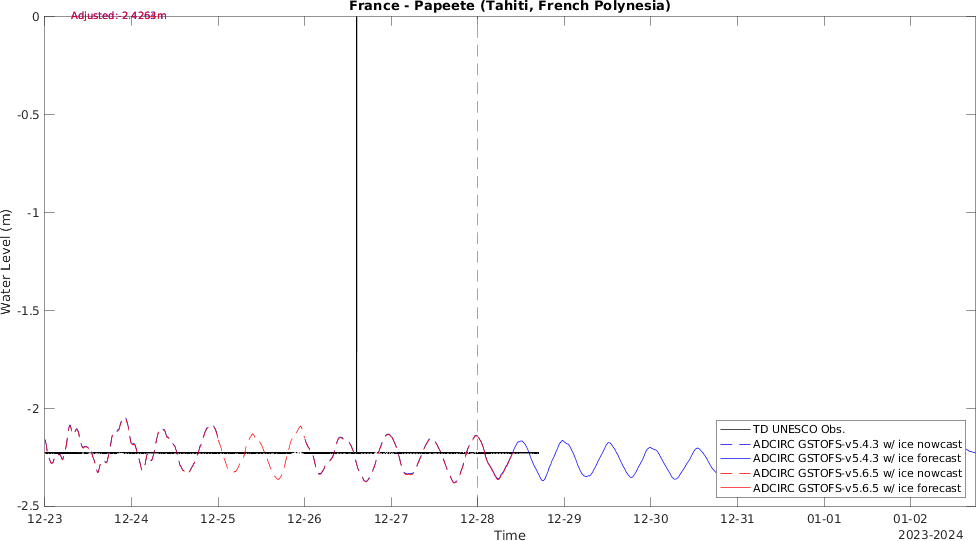 France - Papeete (Tahiti, French Polynesia)
Adjusted:
0
-0.5
-1
-1.5
-2
-2.5
Water Level (m)
12-23
12-24
12-25
12-26
12-27
12-28
12-29
12-30
12-31
01-01
01-02
Time
2023-2024
TD UNESCO Obs.
ADCIRC GSTOFS-v5.4.3 w/ ice nowcast
ADCIRC GSTOFS-v5.4.3 w/ ice forecast
ADCIRC GSTOFS-v5.6.5 w/ ice nowcast
ADCIRC GSTOFS-v5.6.5 w/ ice forecast